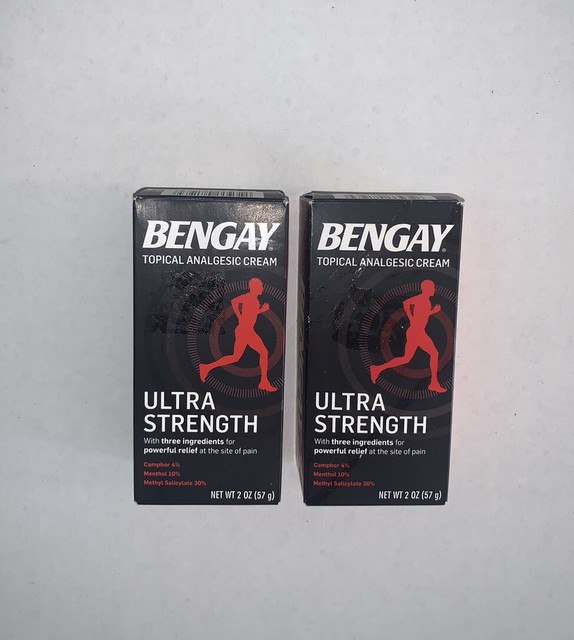 BENGAY®
TOPICAL ANALGESIC CREAM
ULTRA
STRENGTH
With three ingredients for
powerful relief at the site of pain
Camphor 4%
Menthol 10%
Methyl Salicylate 30%
NET WT 2 OZ (57 g)
BENGAY®
TOPICAL ANALGESIC CREAM
ULTRA
STRENGTH
With three ingredients for
powerful relief at the site of pain
Camphor 4%
Menthol 10%
Methyl Salicylate 30%
NET WT 2 OZ (57 g)